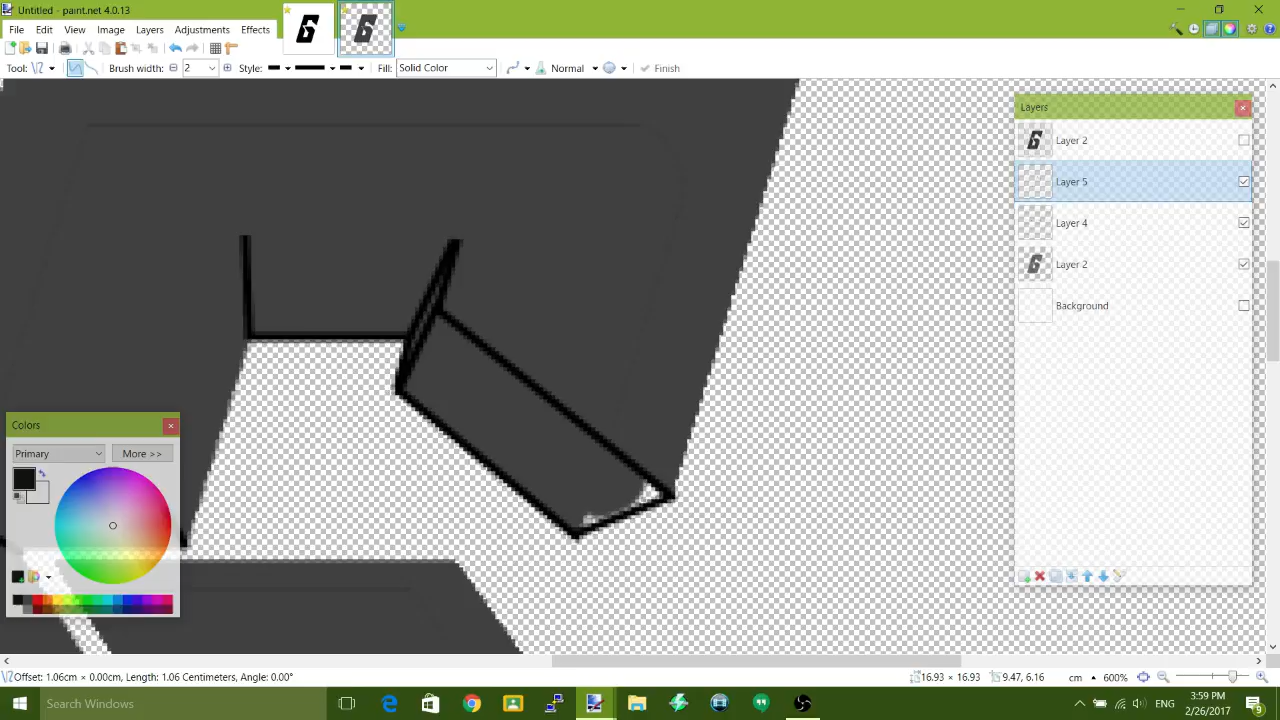 Untitled - paint.net 4.0.13
File Edit View Image Layers Adjustments Effects
Tool: Brush width: 2 Style: Fill: Solid Color Normal Finish
Layers
Layer 2
Layer 5
Layer 4
Layer 2
Background
Colors
Primary More >>
Offset: 1.06cm × 0.00cm, Length: 1.06 Centimeters, Angle: 0.00° 16.93 × 16.93 9.47, 6.16 cm 600%
Search Windows ENG 3:59 PM
2/26/2017 9